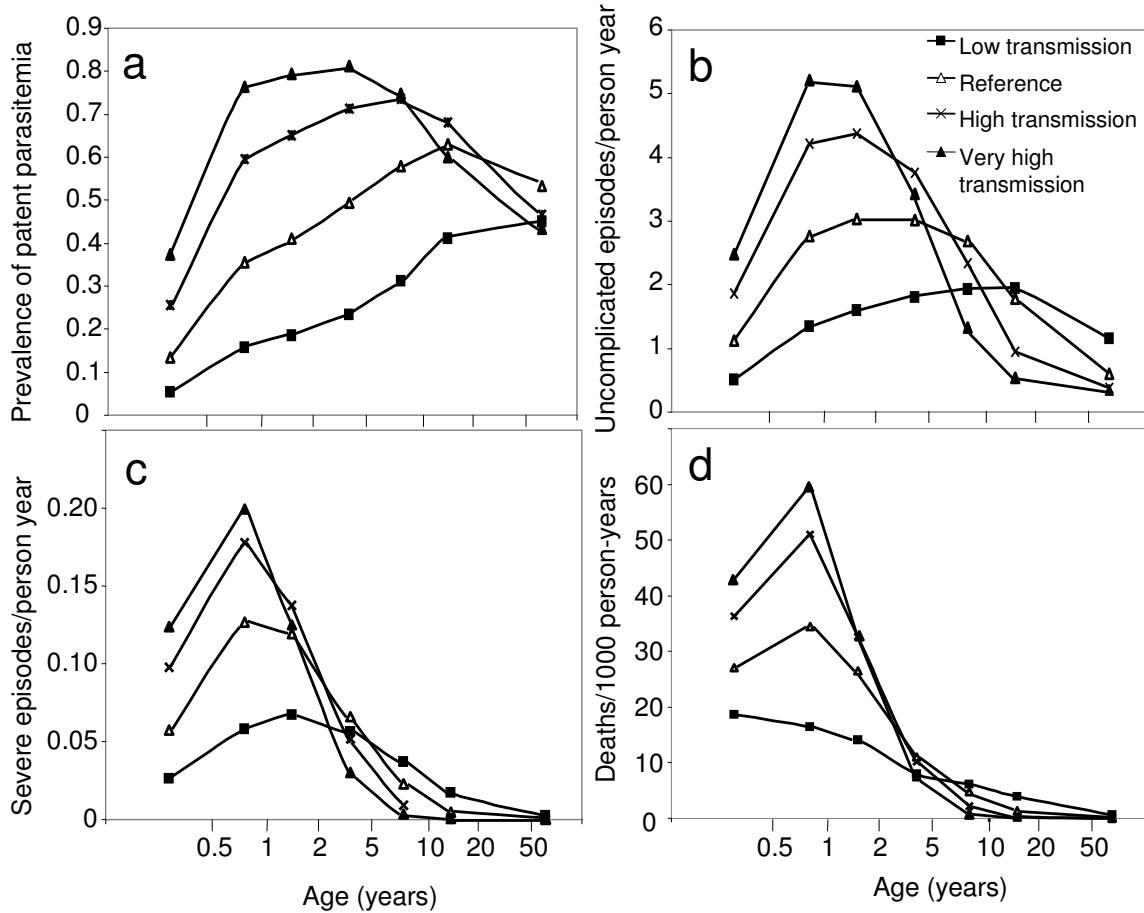 a
Prevalence of patent parasitemia
0.9
0.8
0.7
0.6
0.5
0.4
0.3
0.2
0.1
0
b
Uncomplicated episodes/person year
6
5
4
3
2
1
0
Low transmission
Reference
High transmission
Very high
transmission
c
Severe episodes/person year
0.20
0.15
0.10
0.05
0
0.5 1 2 5 10 20 50
Age (years)
d
Deaths/1000 person-years
60
50
40
30
20
10
0
0.5 1 2 5 10 20 50
Age (years)